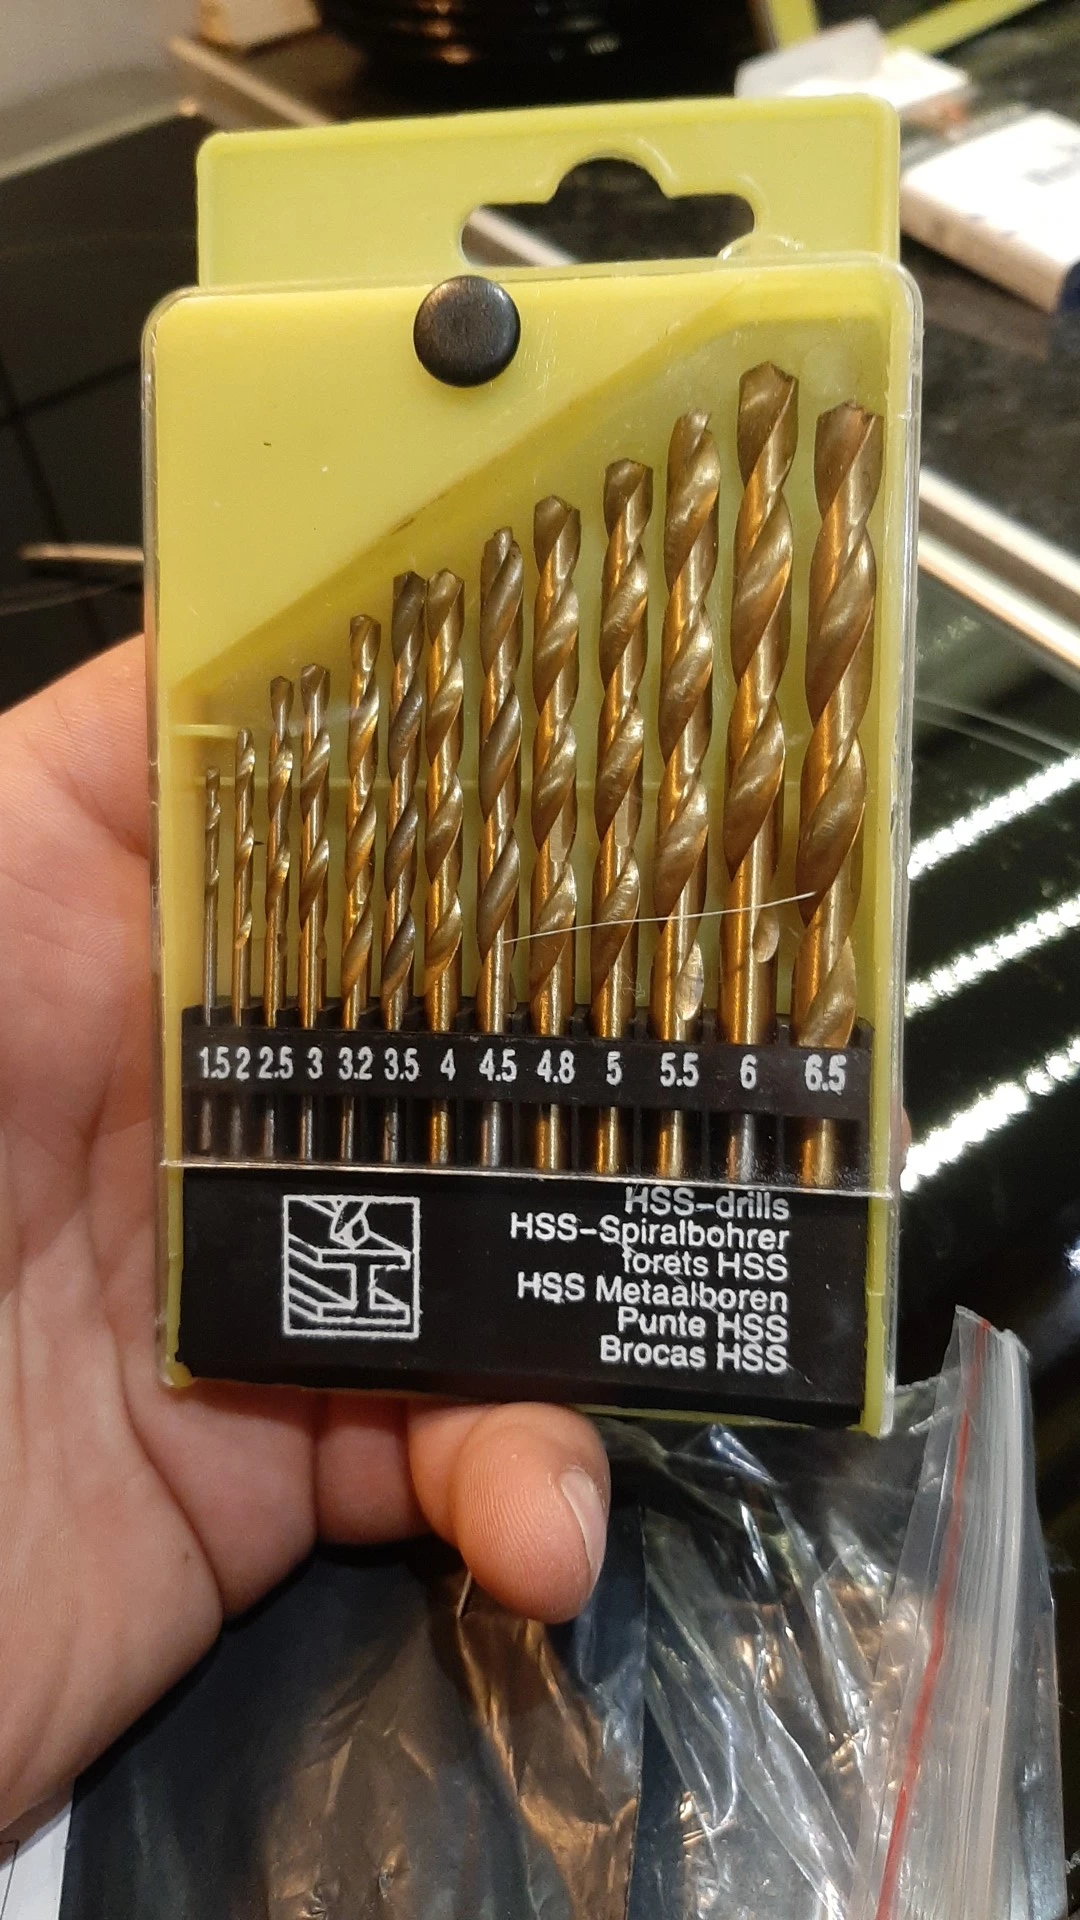 1.5 2 2.5 3 3.2 3.5 4 4.5 4.8 5 5.5 6 6.5
HSS-drills
HSS-Spiralbohrer
forets HSS
HSS Metaalboren
Punte HSS
Brocas HSS